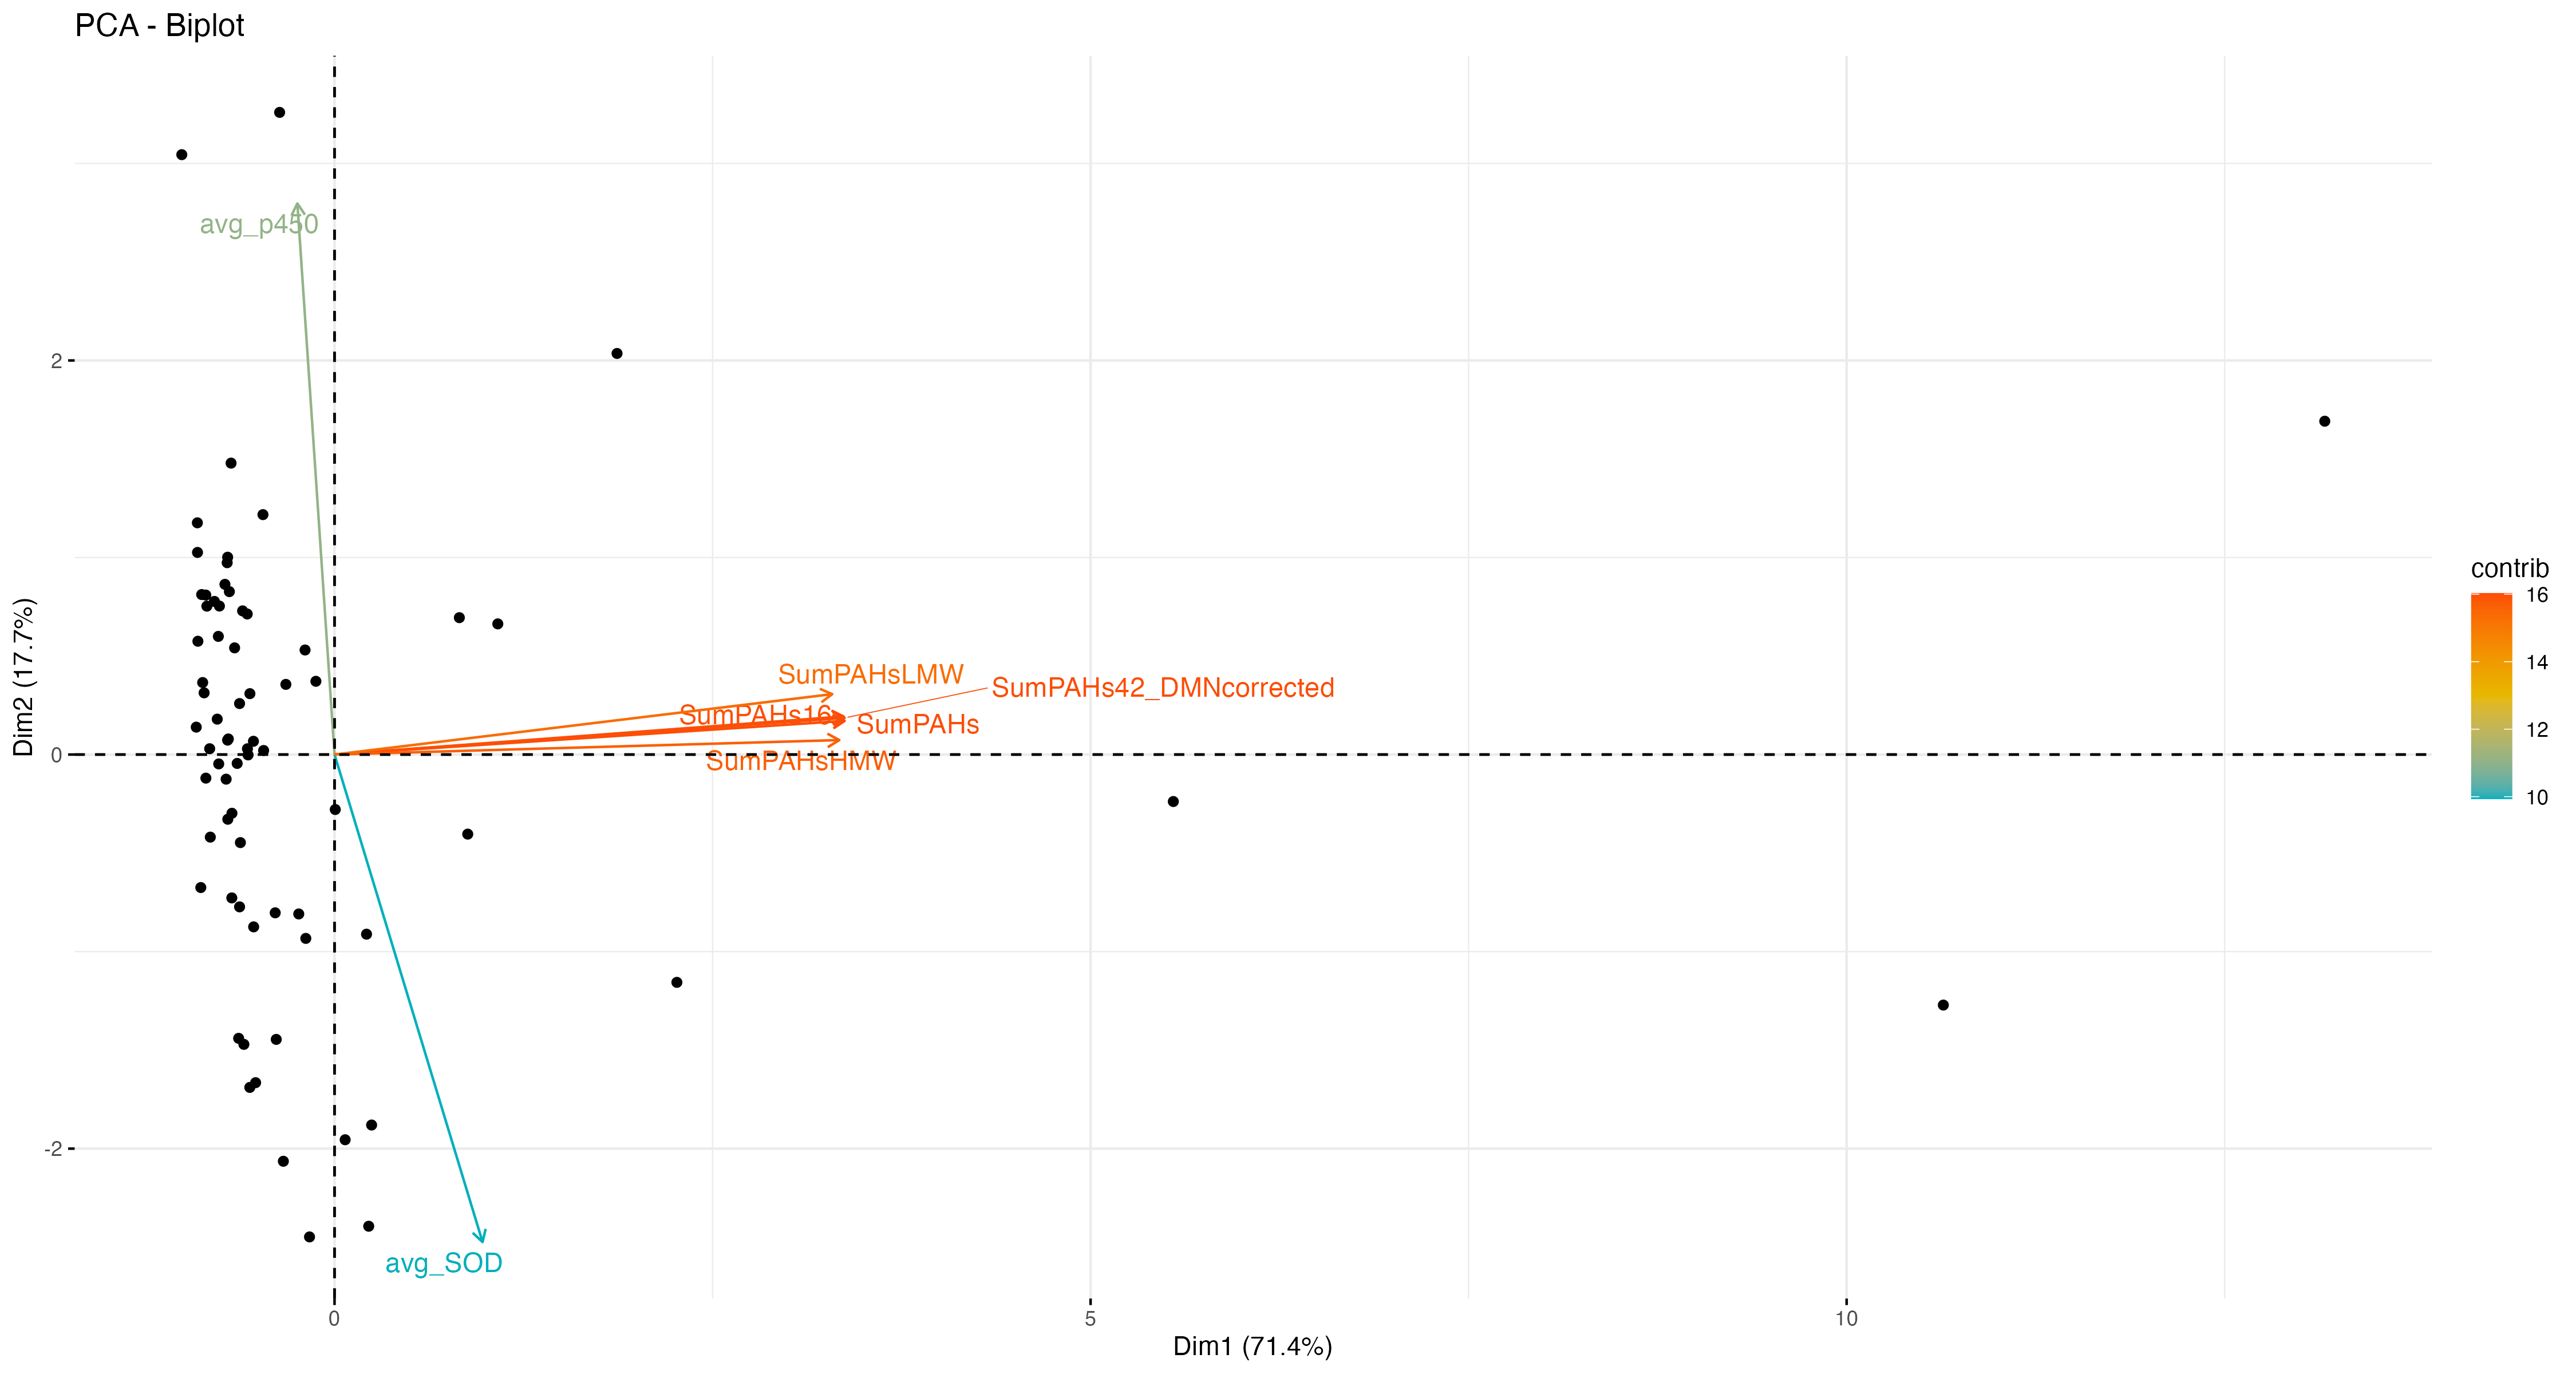 PCA - Biplot
avg_p450
2
contrib
16
SumPAHsLMW
14
SumPAHs42_DMNcorrected
SumPAHs16
SumPAHs
12
0
SumPAHsHMW
10
Dim2 (17.7%)
-2
avg_SOD
0
5
10
Dim1 (71.4%)